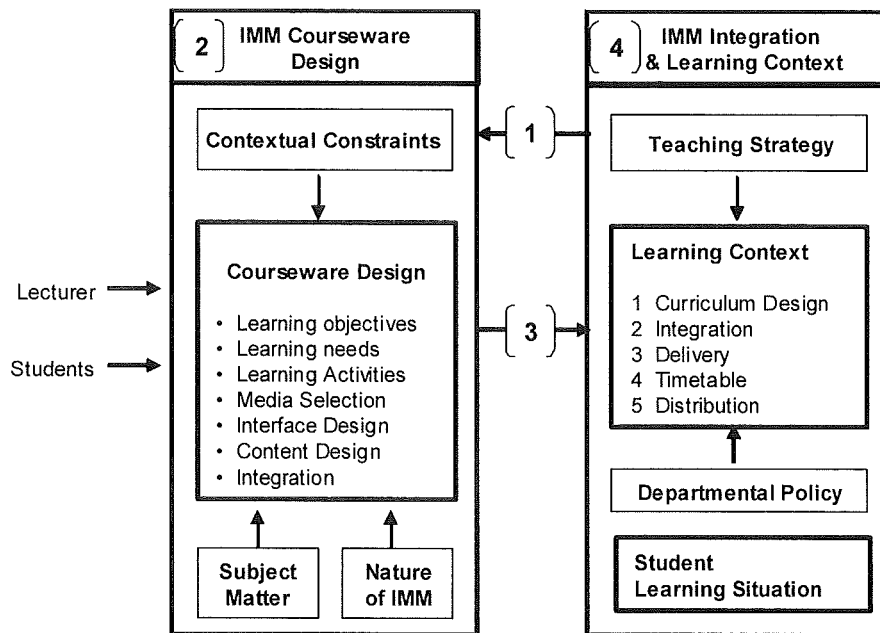 2
IMM Courseware
Design
Contextual Constraints
Courseware Design
• Learning objectives
• Learning needs
• Learning Activities
• Media Selection
• Interface Design
• Content Design
• Integration
Subject
Matter
Nature
of IMM
Lecturer
Students
1
3
4
IMM Integration
& Learning Context
Teaching Strategy
Learning Context
1 Curriculum Design
2 Integration
3 Delivery
4 Timetable
5 Distribution
Departmental Policy
Student
Learning Situation